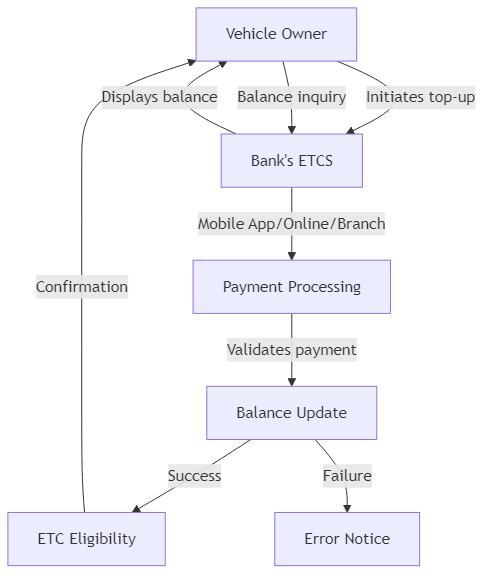 Vehicle Owner
Displays balance
Balance inquiry
Initiates top-up
Bank's ETCS
Mobile App/Online/Branch
Confirmation
Payment Processing
Validates payment
Balance Update
Success
Failure
ETC Eligibility
Error Notice